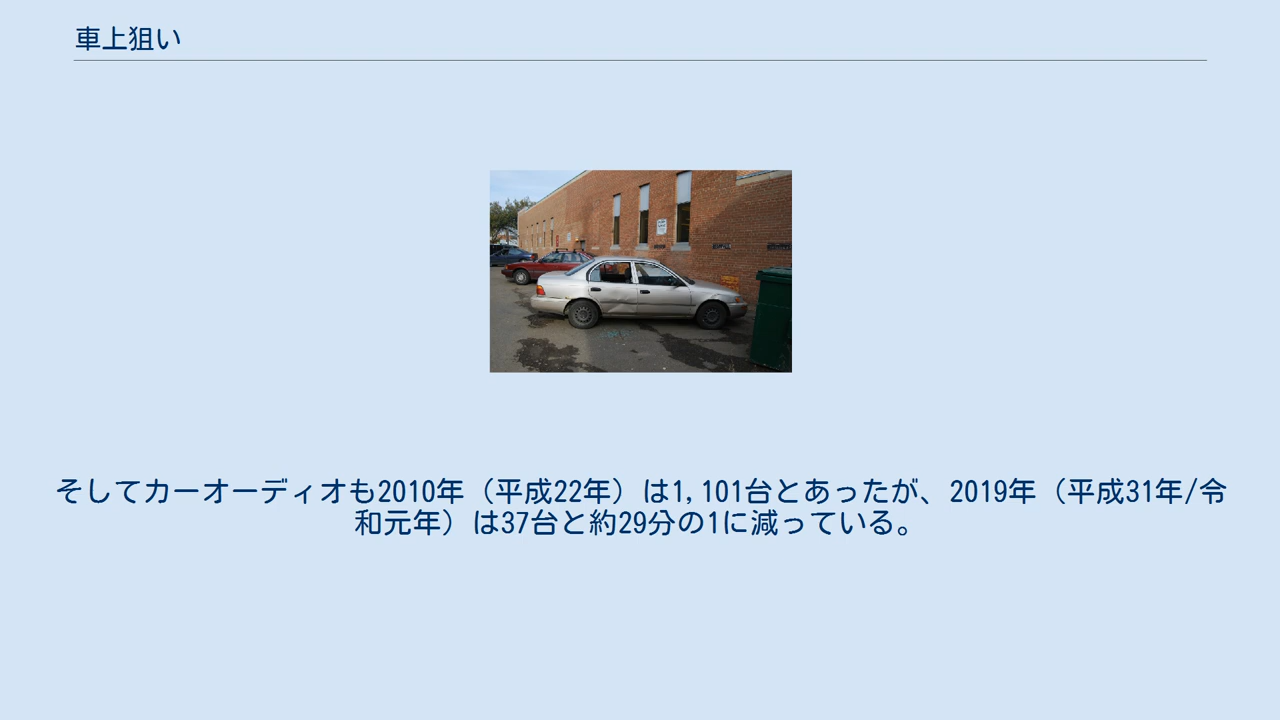 車上狙い
そしてカーオーディオも2010年（平成22年）は1,101台とあったが、2019年（平成31年/令
和元年）は37台と約29分の1に減っている。